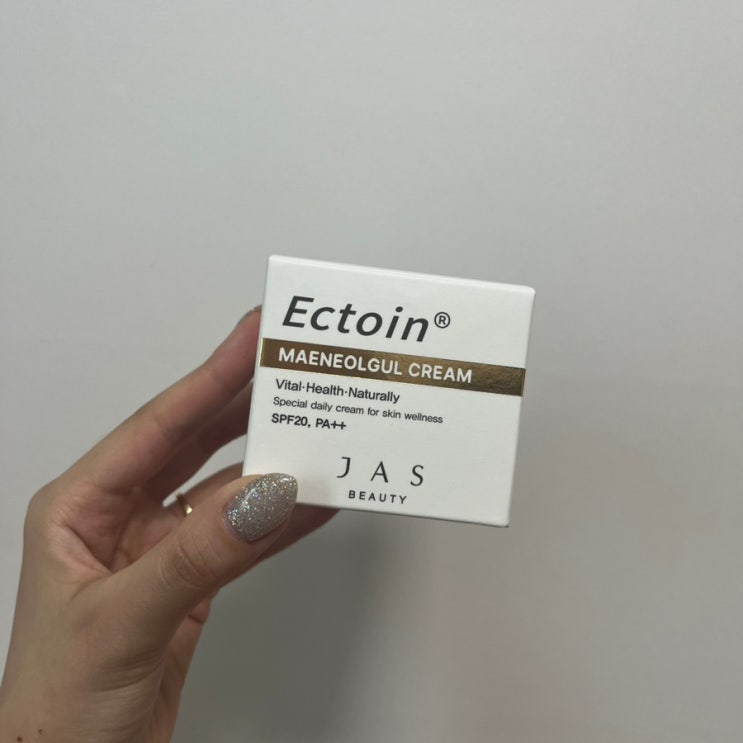 Ectoin®
MAENEOLGUL CREAM
Vital·Health·Naturally
Special daily cream for skin wellness
SPF20, PA++
JAS
BEAUTY